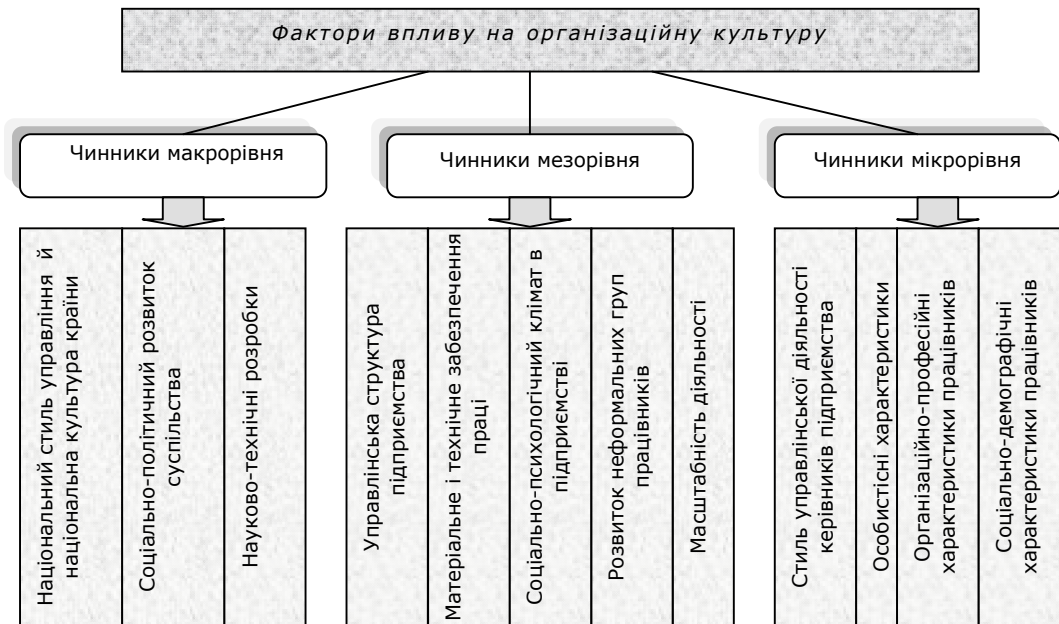 Фактори впливу на організаційну культуру
Чинники макрорівня
Чинники мезорівня
Чинники мікрорівня
Національний стиль управління й
національна культура країни
Соціально-політичний розвиток
суспільства
Науково-технічні розробки
Управлінська структура
підприємства
Матеріальне і технічне забезпечення
праці
Соціально-психологічний клімат в
підприємстві
Розвиток неформальних груп
працівників
Масштабність діяльності
Стиль управлінської діяльності
керівників підприємства
Особистісні характеристики
Організаційно-професійні
характеристики працівників
Соціально-демографічні
характеристики працівників